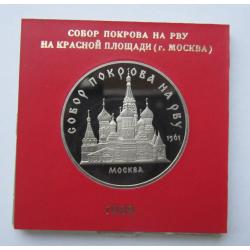 СОБОР ПОКРОВА НА РВУ
НА КРАСНОЙ ПЛОЩАДИ (г. МОСКВА)
СОБОР ПОКРОВА НА РВУ
1561
МОСКВА